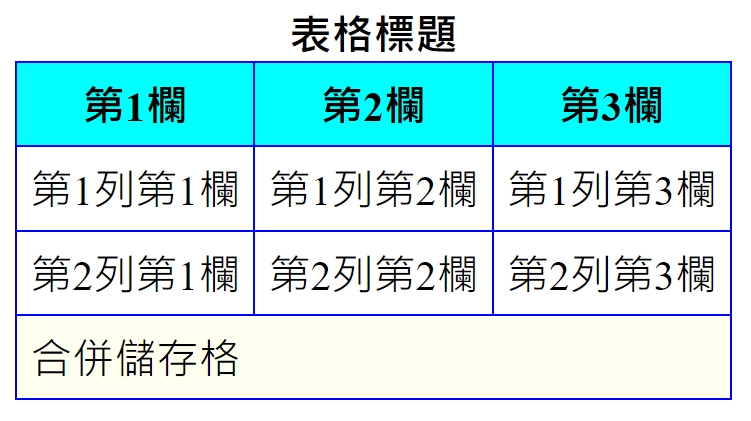 表格標題
第1欄 第2欄 第3欄
第1列第1欄 第1列第2欄 第1列第3欄
第2列第1欄 第2列第2欄 第2列第3欄
合併儲存格